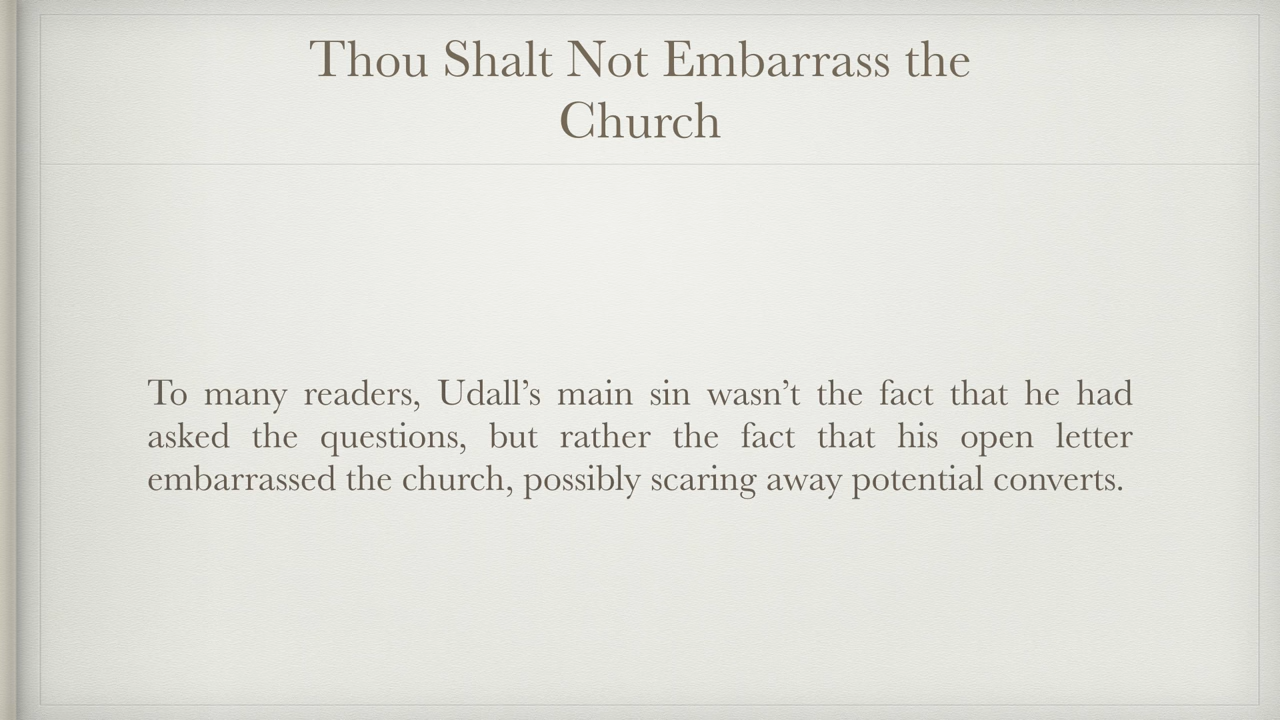 Thou Shalt Not Embarrass the
Church
To many readers, Udall’s main sin wasn’t the fact that he had
asked the questions, but rather the fact that his open letter
embarrassed the church, possibly scaring away potential converts.